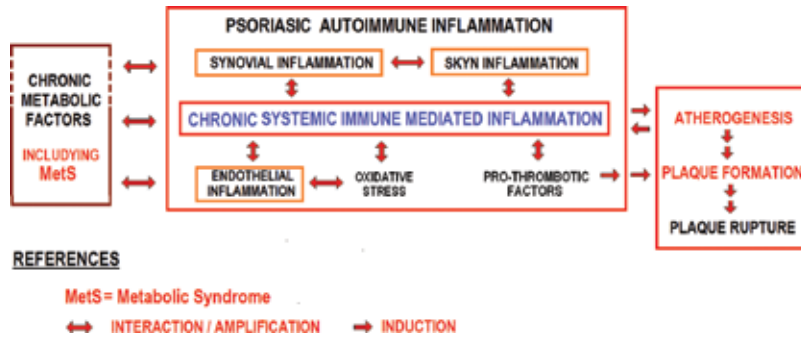 PSORIASIC AUTOIMMUNE INFLAMMATION
SYNOVIAL INFLAMMATION
SKYN INFLAMMATION
CHRONIC
METABOLIC
FACTORS
INCLUDYING
MetS
CHRONIC SYSTEMIC IMMUNE MEDIATED INFLAMMATION
ENDOTHELIAL
INFLAMMATION
OXIDATIVE
STRESS
PRO-THROMBOTIC
FACTORS
ATHEROGENESIS
PLAQUE FORMATION
PLAQUE RUPTURE
REFERENCES
MetS = Metabolic Syndrome
INTERACTION / AMPLIFICATION
INDUCTION